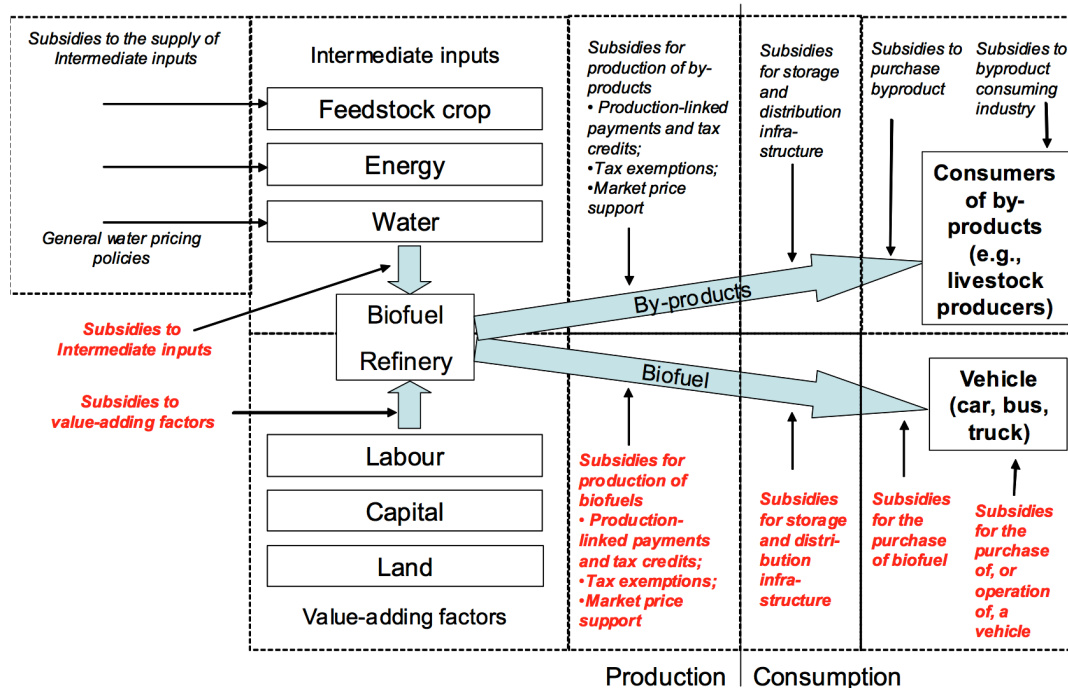 Subsidies to the supply of
Intermediate inputs
General water pricing
policies
Intermediate inputs
Feedstock crop
Energy
Water
Biofuel
Refinery
Subsidies to
Intermediate inputs
Subsidies to
value-adding factors
Labour
Capital
Land
Value-adding factors
Subsidies for
production of by-
products
• Production-linked
payments and tax
credits;
•Tax exemptions;
•Market price
support
Subsidies
for storage
and
distribution
infra-
structure
Subsidies to
purchase
byproduct
Subsidies to
byproduct
consuming
industry
Consumers
of by-
products
(e.g.,
livestock
producers)
By-products
Biofuel
Vehicle
(car, bus,
truck)
Subsidies for
production of
biofuels
• Production-
linked payments
and tax credits;
•Tax exemptions;
•Market price
support
Subsidies
for storage
and distri-
bution
infra-
structure
Subsidies
for the
purchase
of biofuel
Subsidies
for the
purchase
of, or
operation
of, a
vehicle
Production
Consumption